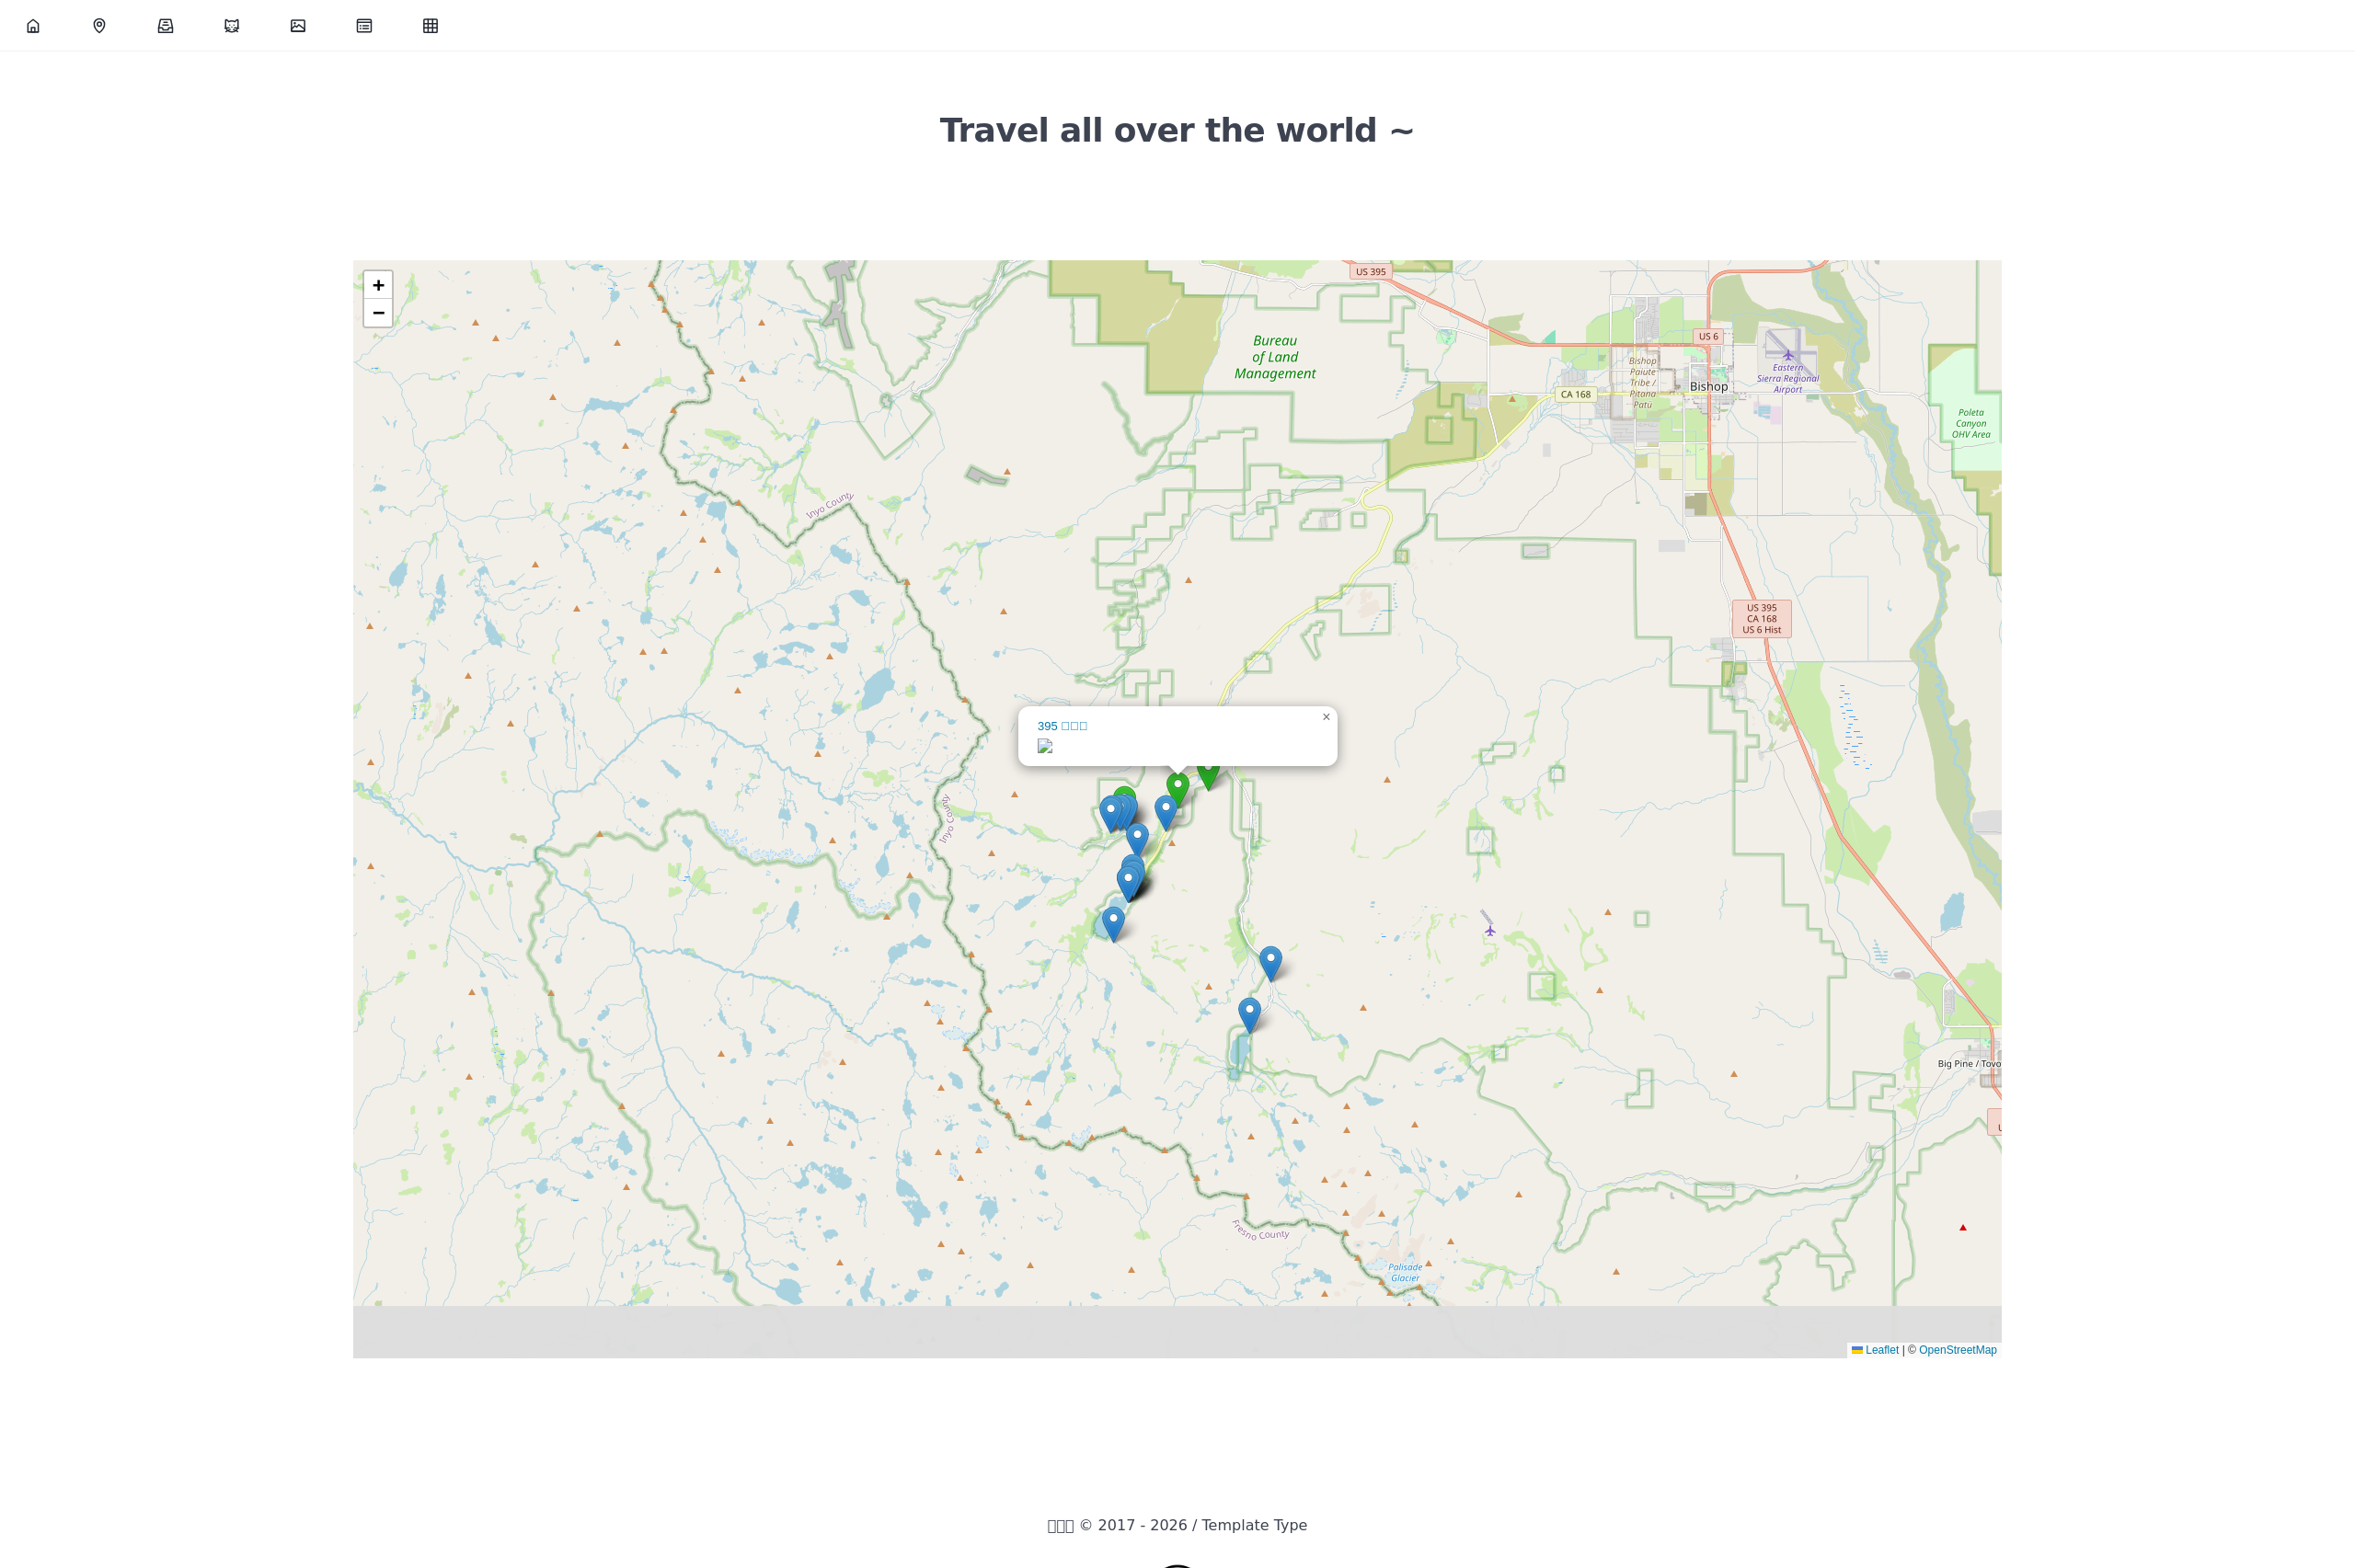 Travel all over the world ~
+
−
US 395
Bureau
of Land
Management
US 6
Bishop
Paiute
Tribe /
Pitana
Patu
Bishop
Eastern
Sierra Regional
Airport
CA 168
Poleta
Canyon
OHV Area
Inyo County
US 395
CA 168
US 6 Hist
395
×
Inyo County
Big Pine / Tovo
Fresno County
Palisade
Glacier
Leaflet | © OpenStreetMap
© 2017 - 2026 / Template Type